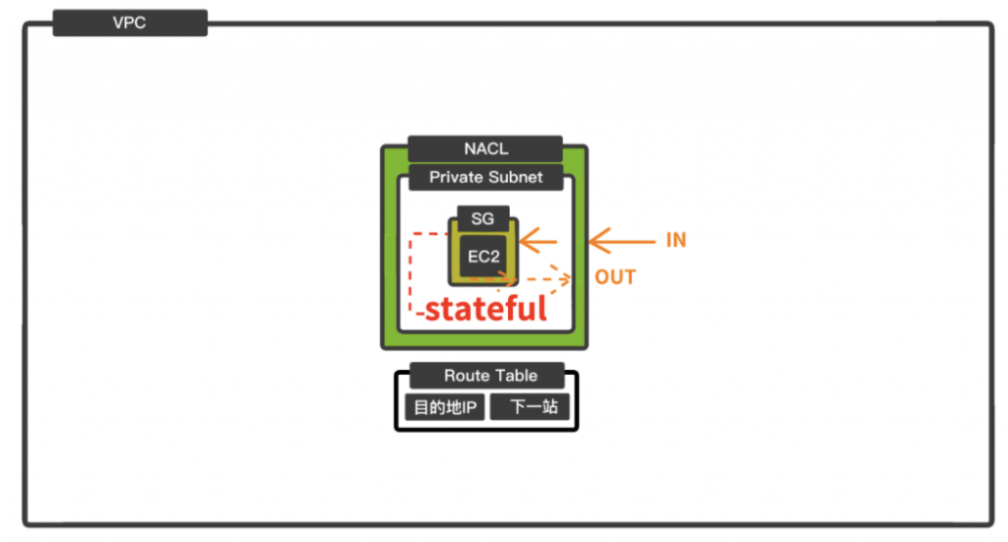 VPC
NACL
Private Subnet
SG
EC2
IN
OUT
stateful
Route Table
目的地IP
下一站